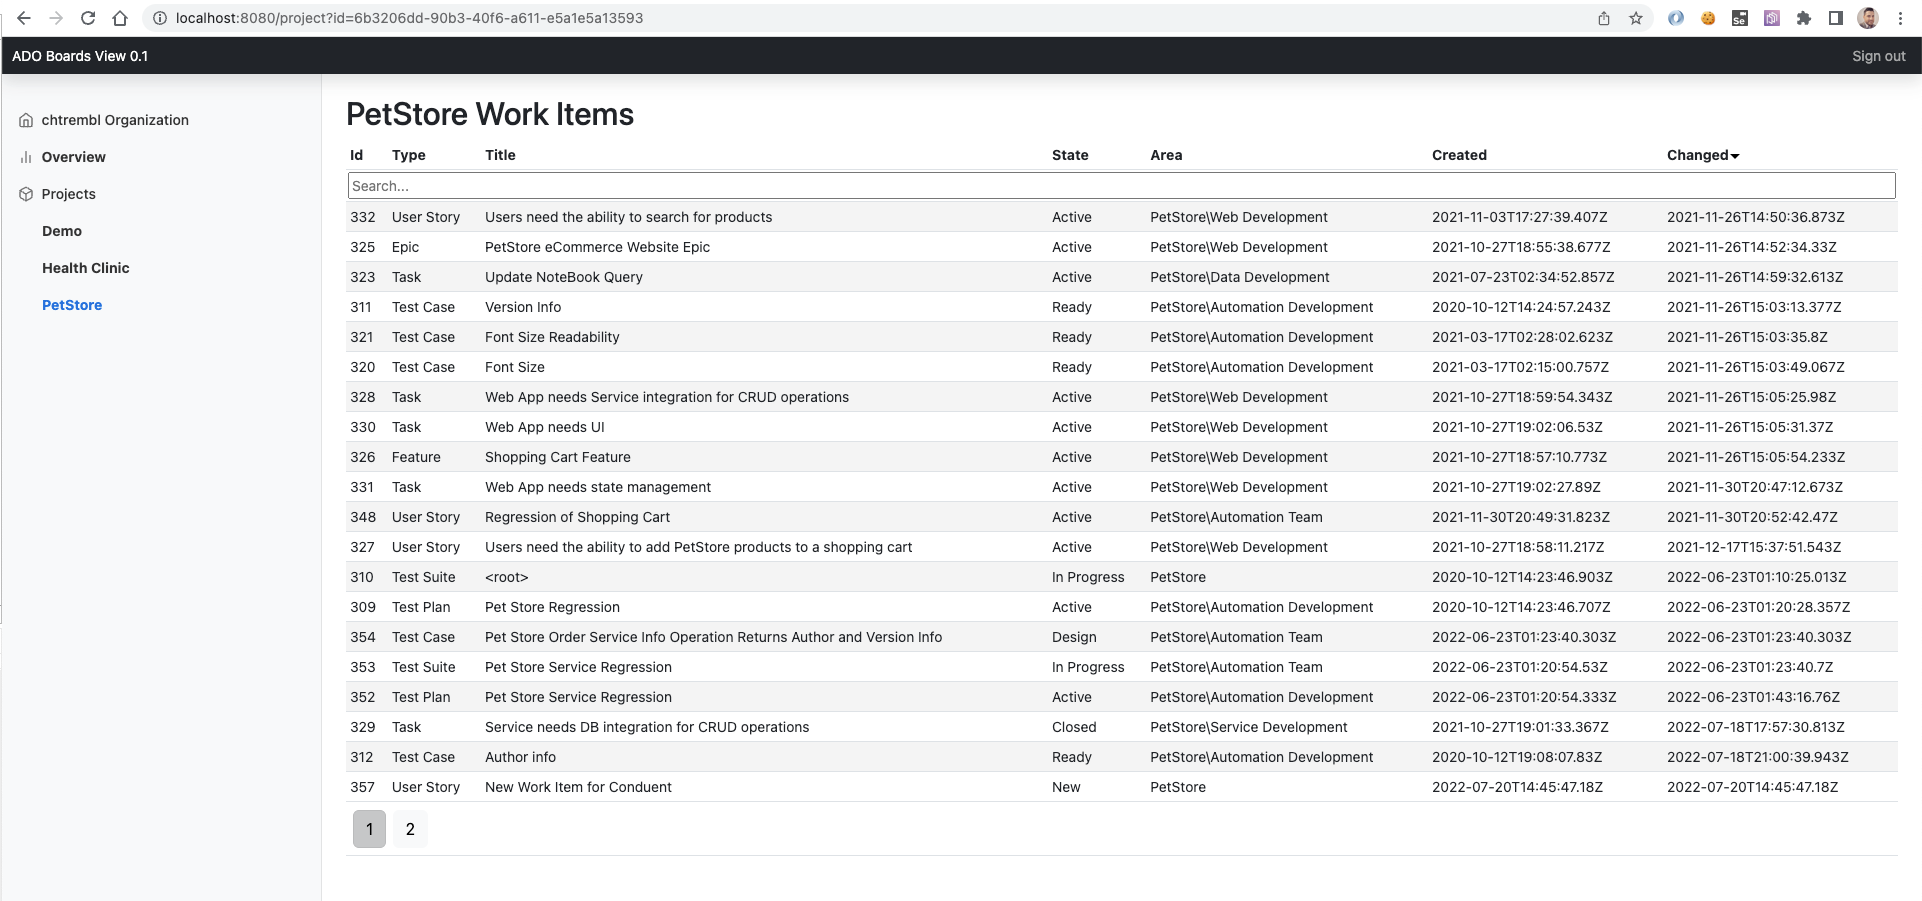 localhost:8080/project?id=6b3206dd-90b3-40f6-a611-e5a1e5a13593
Se
ADO Boards View 0.1
Sign out
chtrembl Organization
Overview
Projects
Demo
Health Clinic
PetStore
PetStore Work Items
Id Type Title State Area Created Changed
Search...
332 User Story Users need the ability to search for products Active PetStore\Web Development 2021-11-03T17:27:39.407Z 2021-11-26T14:50:36.873Z
325 Epic PetStore eCommerce Website Epic Active PetStore\Web Development 2021-10-27T18:55:38.677Z 2021-11-26T14:52:34.33Z
323 Task Update NoteBook Query Active PetStore\Data Development 2021-07-23T02:34:52.857Z 2021-11-26T14:59:32.613Z
311 Test Case Version Info Ready PetStore\Automation Development 2020-10-12T14:24:57.243Z 2021-11-26T15:03:13.377Z
321 Test Case Font Size Readability Ready PetStore\Automation Development 2021-03-17T02:28:02.623Z 2021-11-26T15:03:35.8Z
320 Test Case Font Size Ready PetStore\Automation Development 2021-03-17T02:15:00.757Z 2021-11-26T15:03:49.067Z
328 Task Web App needs Service integration for CRUD operations Active PetStore\Web Development 2021-10-27T18:59:54.343Z 2021-11-26T15:05:25.98Z
330 Task Web App needs UI Active PetStore\Web Development 2021-10-27T19:02:06.53Z 2021-11-26T15:05:31.37Z
326 Feature Shopping Cart Feature Active PetStore\Web Development 2021-10-27T18:57:10.773Z 2021-11-26T15:05:54.233Z
331 Task Web App needs state management Active PetStore\Web Development 2021-10-27T19:02:27.89Z 2021-11-30T20:47:12.673Z
348 User Story Regression of Shopping Cart Active PetStore\Automation Team 2021-11-30T20:49:31.823Z 2021-11-30T20:52:42.47Z
327 User Story Users need the ability to add PetStore products to a shopping cart Active PetStore\Web Development 2021-10-27T18:58:11.217Z 2021-12-17T15:37:51.543Z
310 Test Suite <root> In Progress PetStore 2020-10-12T14:23:46.903Z 2022-06-23T01:10:25.013Z
309 Test Plan Pet Store Regression Active PetStore\Automation Development 2020-10-12T14:23:46.707Z 2022-06-23T01:20:28.357Z
354 Test Case Pet Store Order Service Info Operation Returns Author and Version Info Design PetStore\Automation Team 2022-06-23T01:23:40.303Z 2022-06-23T01:23:40.303Z
353 Test Suite Pet Store Service Regression In Progress PetStore\Automation Team 2022-06-23T01:20:54.53Z 2022-06-23T01:23:40.7Z
352 Test Plan Pet Store Service Regression Active PetStore\Automation Development 2022-06-23T01:20:54.333Z 2022-06-23T01:43:16.76Z
329 Task Service needs DB integration for CRUD operations Closed PetStore\Service Development 2021-10-27T19:01:33.367Z 2022-07-18T17:57:30.813Z
312 Test Case Author info Ready PetStore\Automation Development 2020-10-12T19:08:07.83Z 2022-07-18T21:00:39.943Z
357 User Story New Work Item for Conduent New PetStore 2022-07-20T14:45:47.18Z 2022-07-20T14:45:47.18Z
1 2